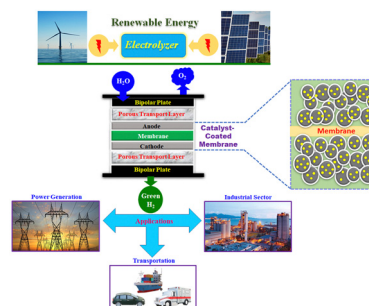 Renewable Energy
Electrolyzer
H2O
O2
Bipolar Plate
Porous Transport Layer
Anode
Membrane
Cathode
Porous Transport Layer
Bipolar Plate
Catalyst-
Coated
Membrane
Membrane
Green
H2
Power Generation
Applications
Industrial Sector
Transportation